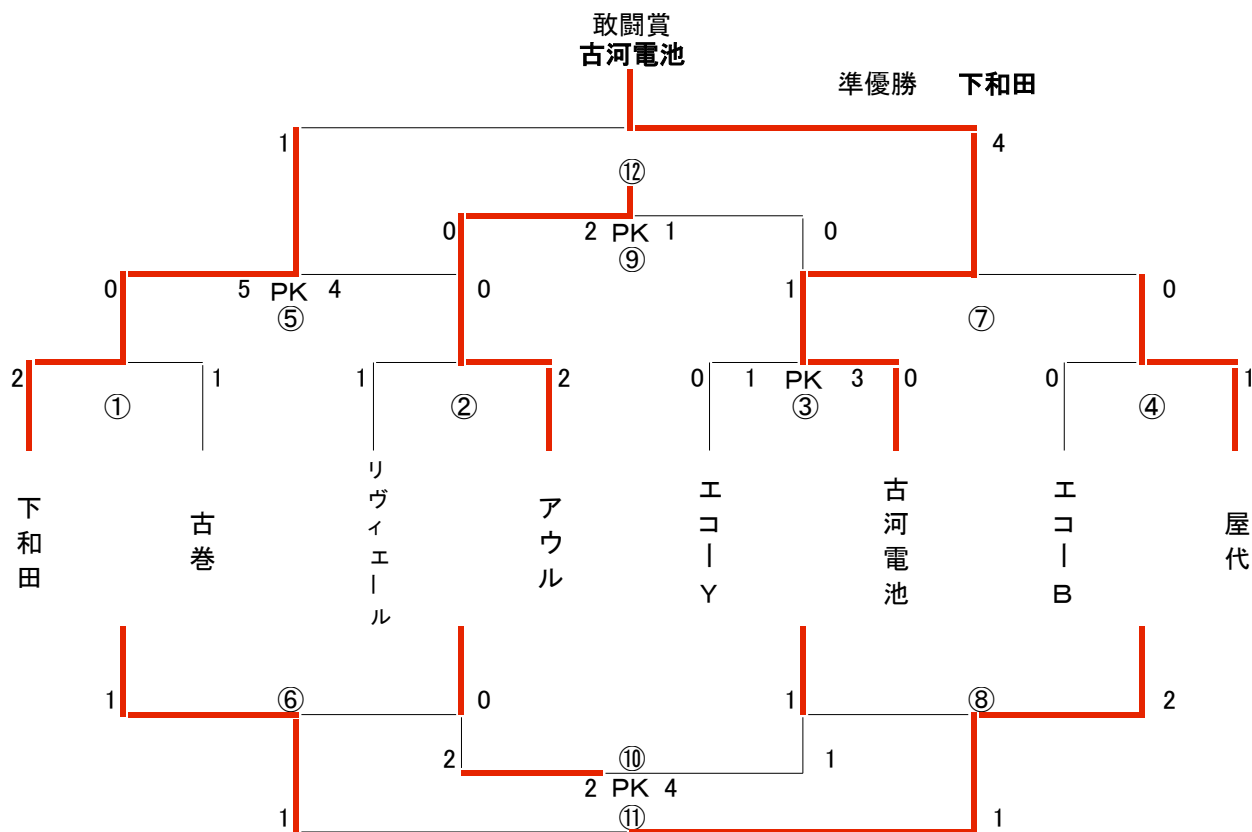 敢闘賞
古河電池
準優勝 下和田
1 4
⑫
0 2 PK 1 0
⑨
0 5 PK 4 0 1 0
⑤ ⑦
2 1 1 2 0 1 PK 3 0 0 1
① ② ③ ④
下和田
古巻
リヴィエール
アウル
エコーY
古河電池
エコーB
屋代
1 ⑥ 0 1 ⑧ 2
2 ⑩ 1
2 PK 4
1 ⑪ 1